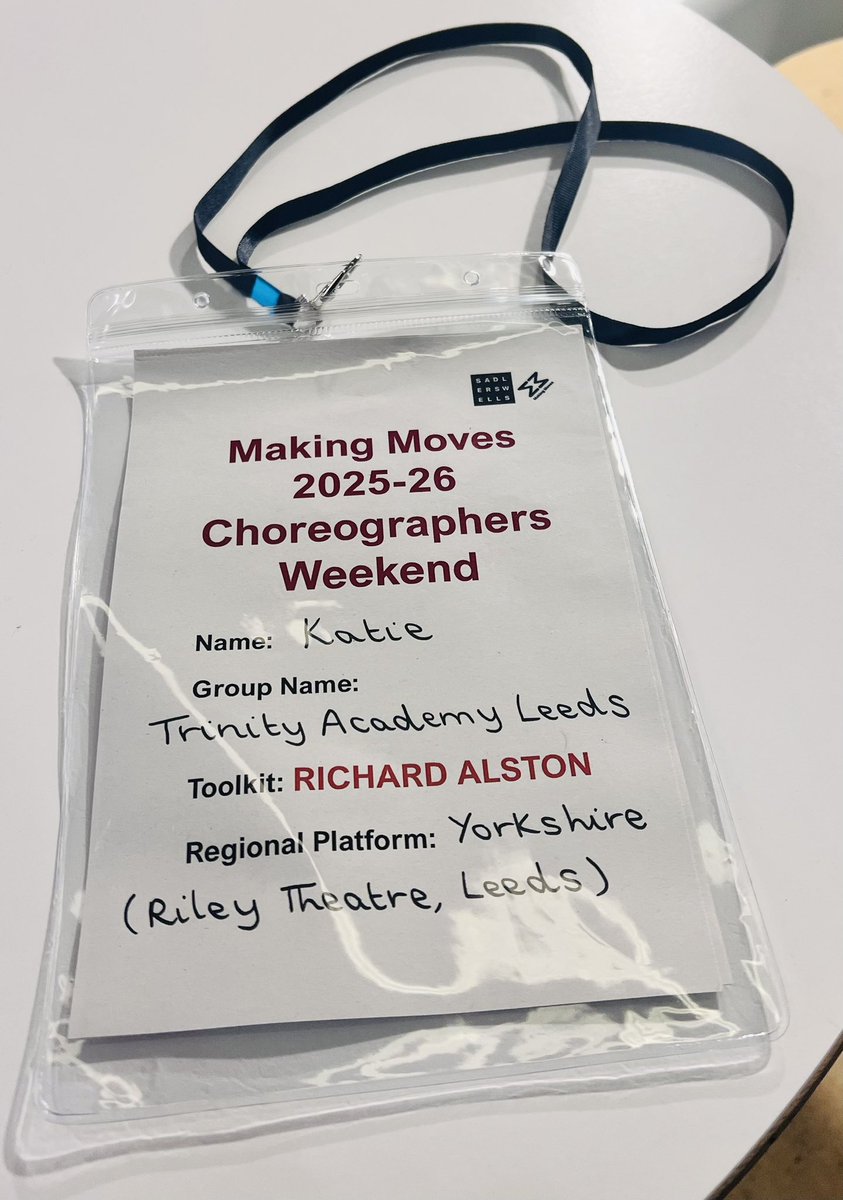 SADL
ERSW
ELLS
Making Moves
2025-26
Choreographers
Weekend
Name: Katie
Group Name:
Trinity Academy Leeds
Toolkit: RICHARD ALSTON
Regional Platform: Yorkshire
(Riley Theatre, Leeds)